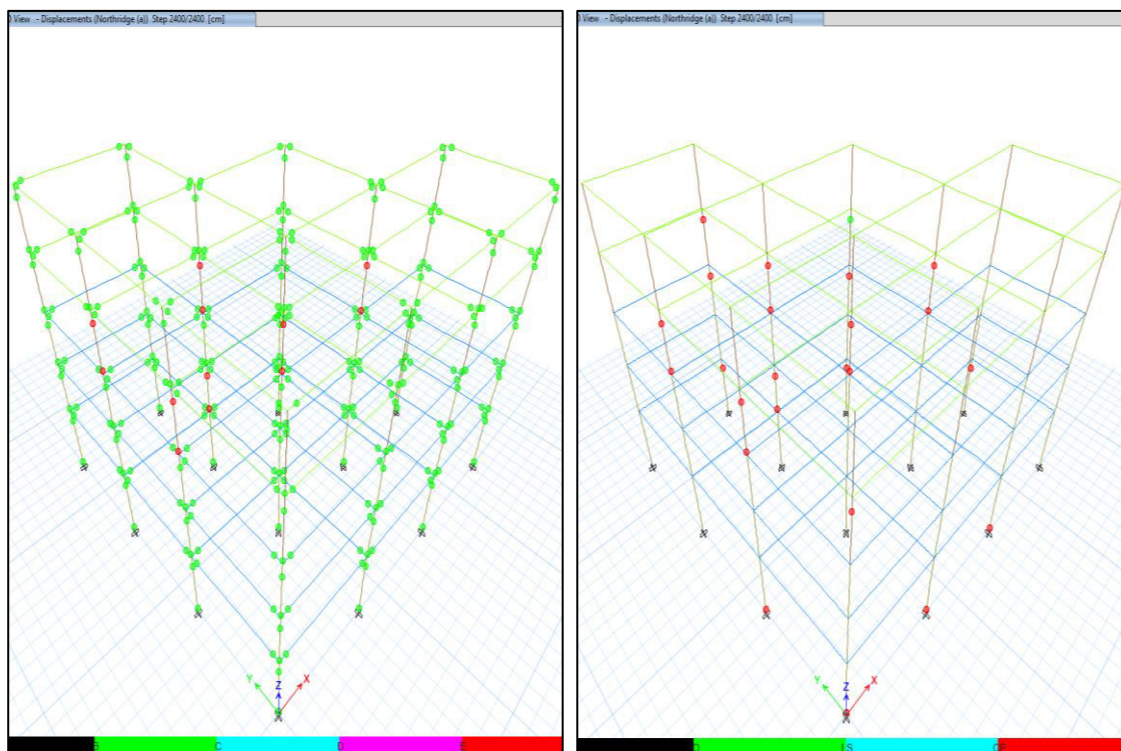 D View - Displacements (Northridge (a)) Step 2400/2400 [cm]
Y Z X
B C D E
D View - Displacements (Northridge (a)) Step 2400/2400 [cm]
Y Z X
IO LS CP